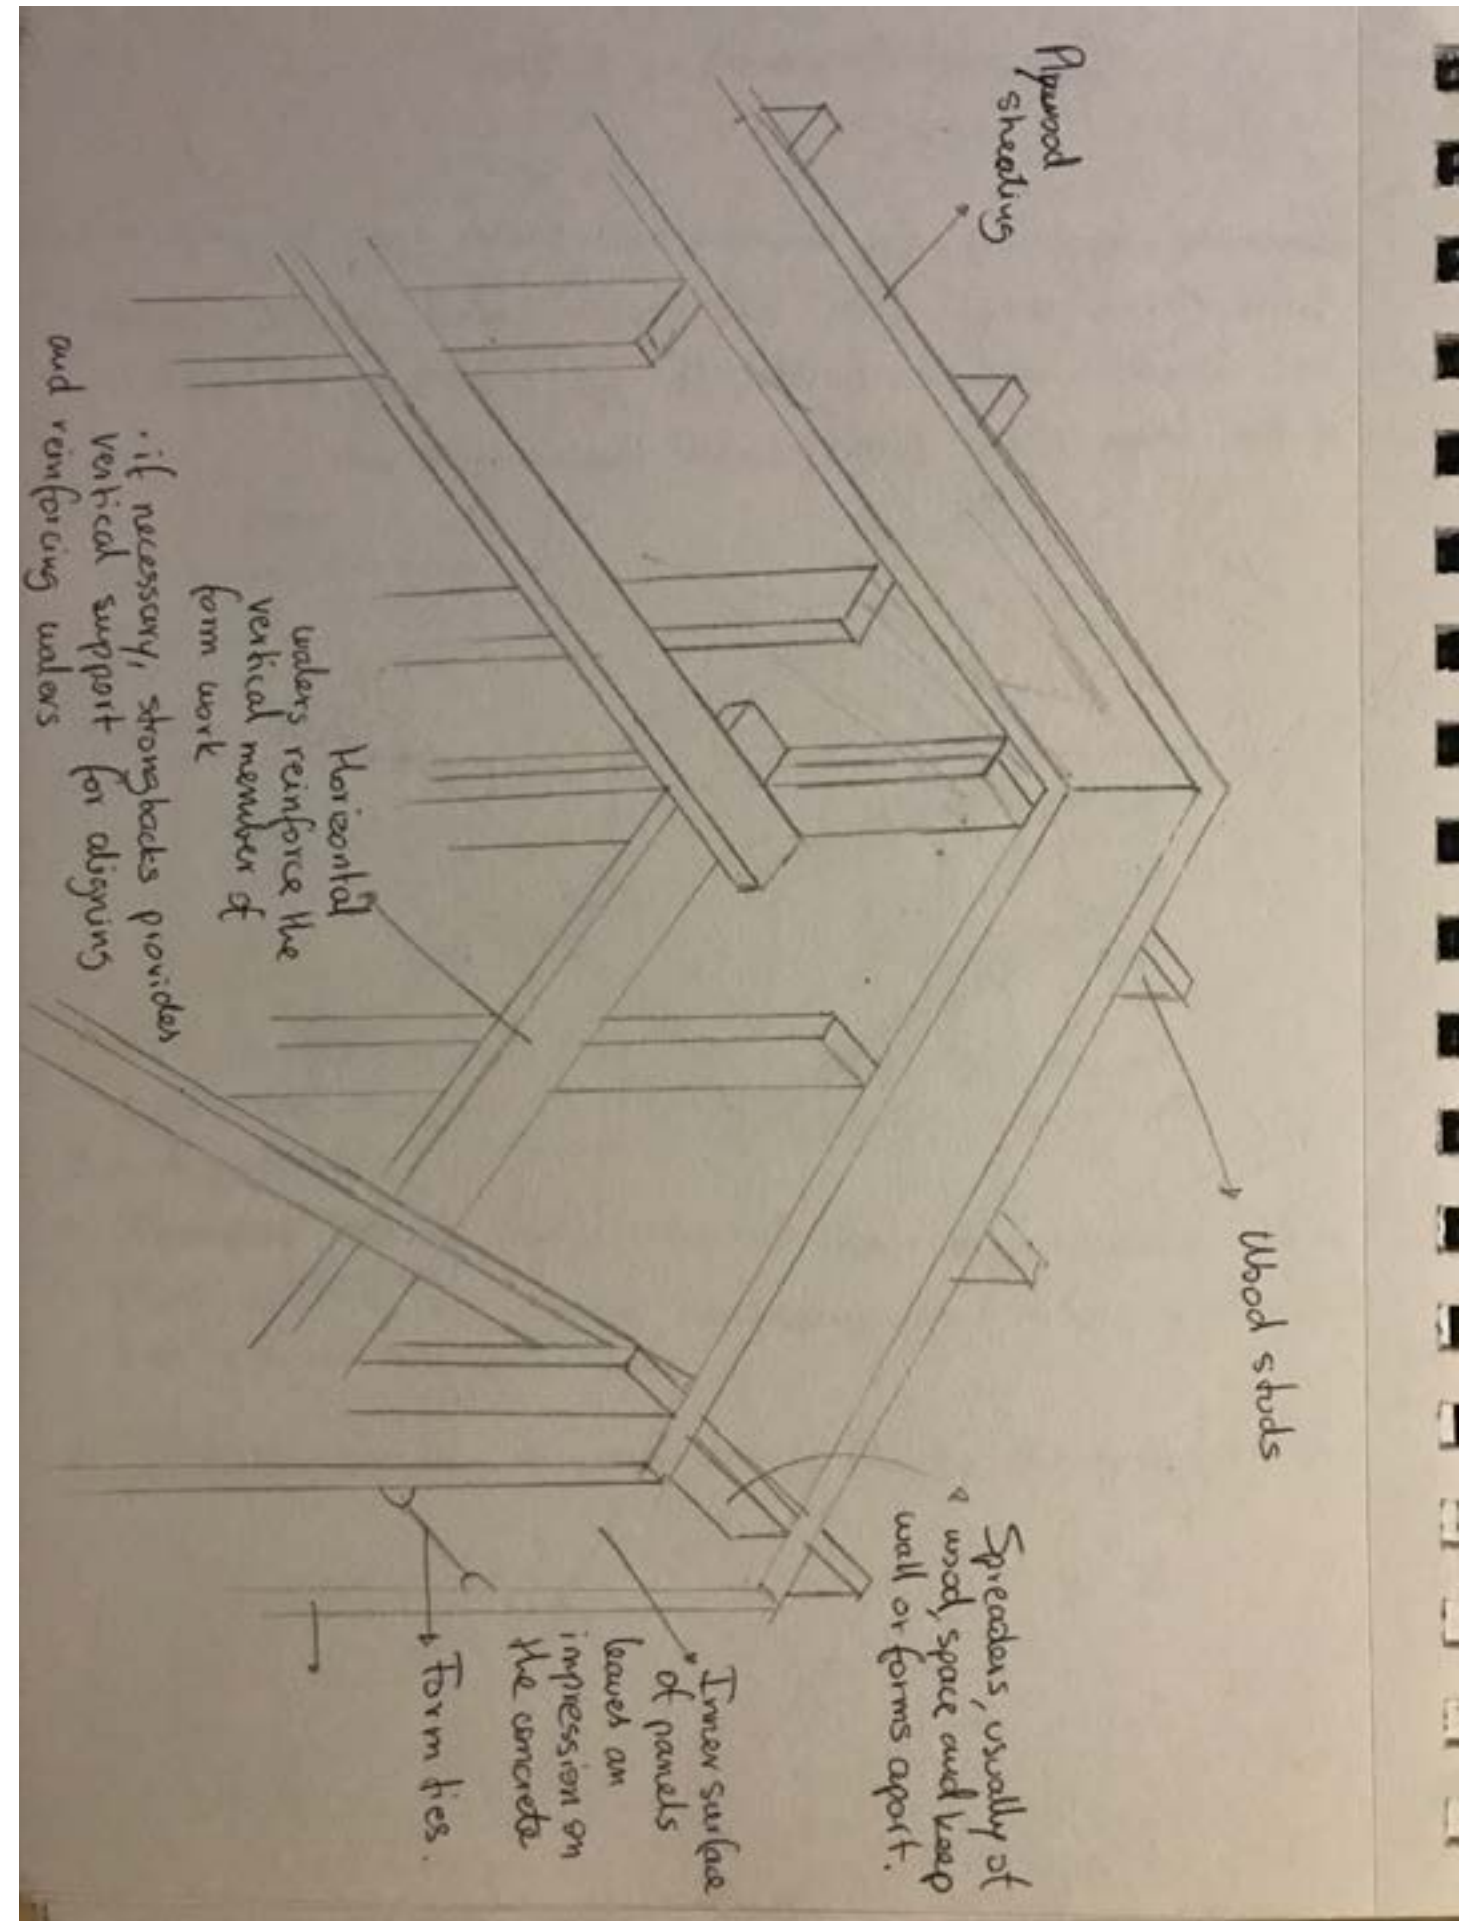 Plywood
sheating
Wood studs
Spreaders, usually of
wood, space and keep
wall or forms apart.
Inner surface
of panels
leaves an
impression on
the concrete
Form ties.
Horizontal
walers reinforce the
vertical member of
form work
. if necessary, strongbacks provides
vertical support for aligning
and reinforcing walers